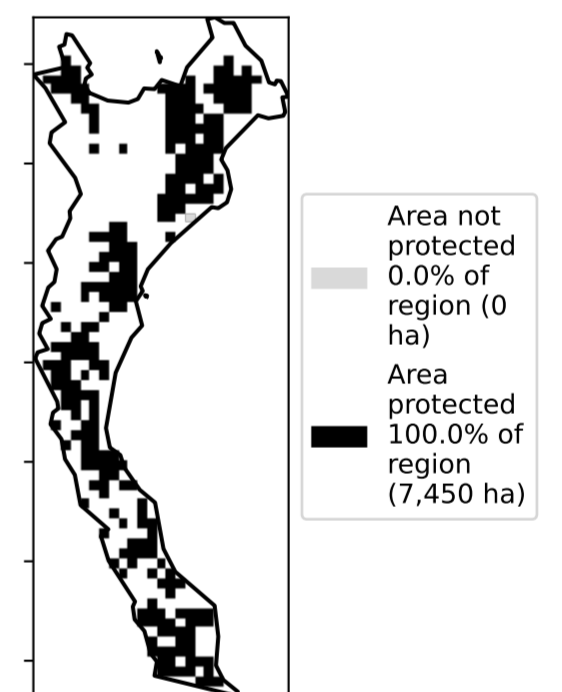 Area not
protected
0.0% of
region (0
ha)
Area
protected
100.0% of
region
(7,450 ha)